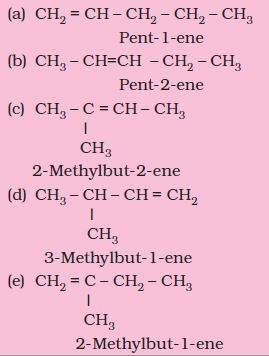 (a) CH₂ = CH – CH₂ – CH₂ – CH₃
Pent-1-ene
(b) CH₃ – CH=CH – CH₂ – CH₃
Pent-2-ene
(c) CH₃ – C = CH – CH₃
|
CH₃
2-Methylbut-2-ene
(d) CH₃ – CH – CH = CH₂
|
CH₃
3-Methylbut-1-ene
(e) CH₂ = C – CH₂ – CH₃
|
CH₃
2-Methylbut-1-ene